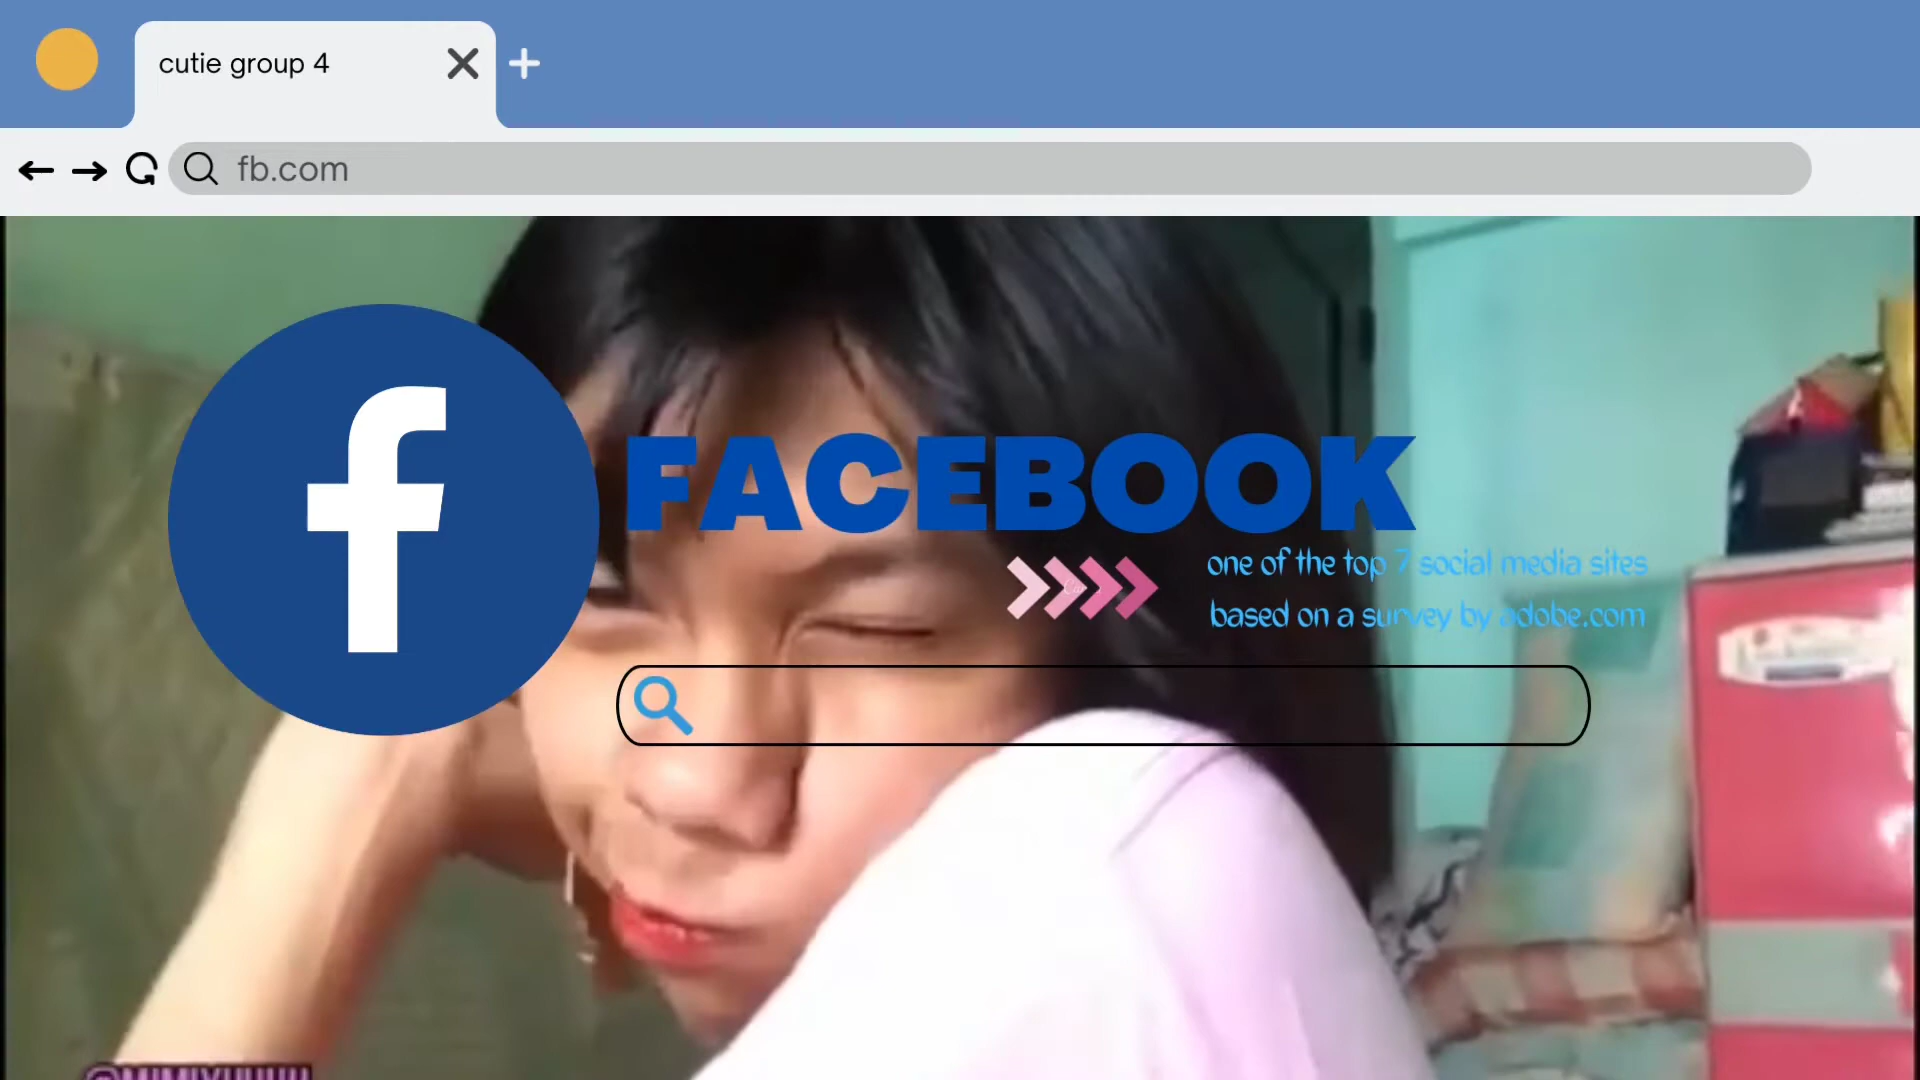 cutie group 4
fb.com
f
FACEBOOK
one of the top 7 social media sites
based on a survey by adobe.com